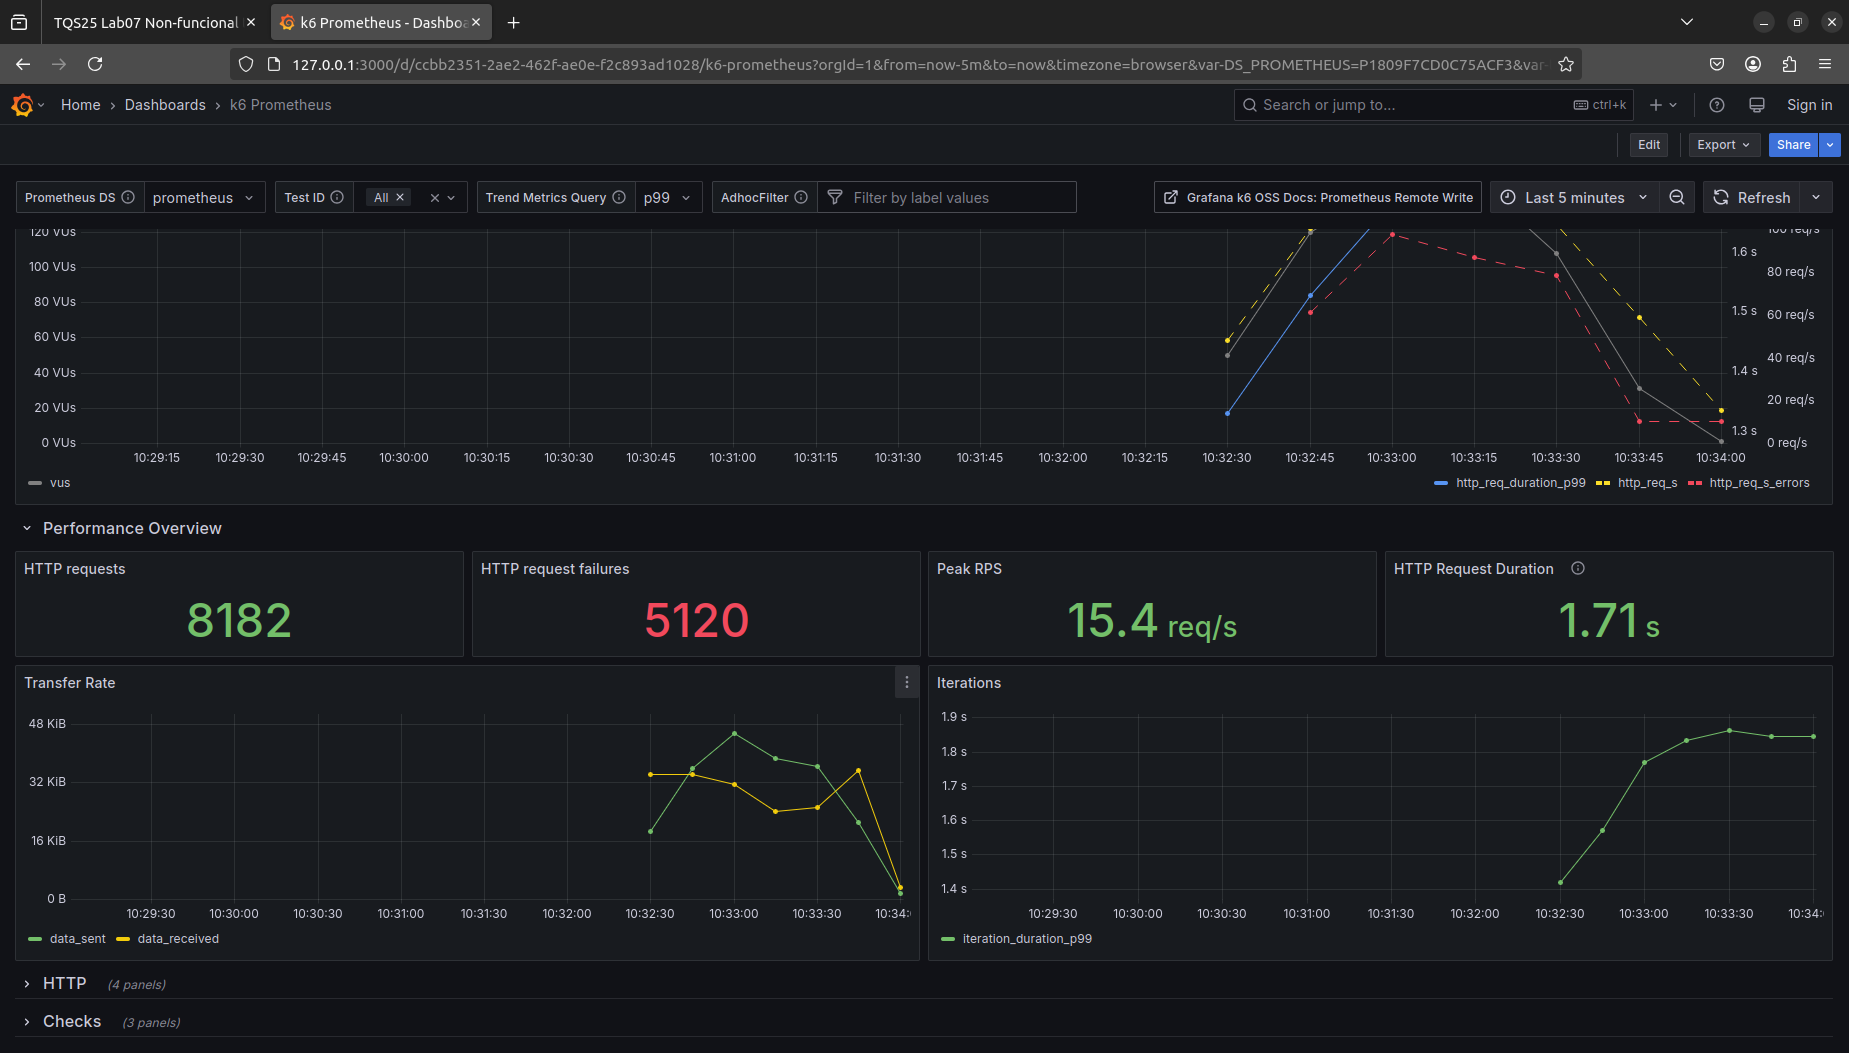 TQS25 Lab07 Non-funcional
k6 Prometheus - Dashboa
127.0.0.1:3000/d/ccbb2351-2ae2-462f-ae0e-f2c893ad1028/k6-prometheus?orgId=1&from=now-5m&to=now&timezone=browser&var-DS_PROMETHEUS=P1809F7CD0C75ACF3&var-
Home › Dashboards › k6 Prometheus
Search or jump to... ctrl+k
Sign in
Edit Export Share
Prometheus DS prometheus Test ID All Trend Metrics Query p99 AdhocFilter Filter by label values
Grafana k6 OSS Docs: Prometheus Remote Write Last 5 minutes Refresh
120 VUs
100 VUs
80 VUs
60 VUs
40 VUs
20 VUs
0 VUs
100 req/s
1.6 s
80 req/s
1.5 s
60 req/s
40 req/s
1.4 s
20 req/s
1.3 s
0 req/s
10:29:15 10:29:30 10:29:45 10:30:00 10:30:15 10:30:30 10:30:45 10:31:00 10:31:15 10:31:30 10:31:45 10:32:00 10:32:15 10:32:30 10:32:45 10:33:00 10:33:15 10:33:30 10:33:45 10:34:00
vus
http_req_duration_p99 http_req_s http_req_s_errors
Performance Overview
HTTP requests
8182
HTTP request failures
5120
Peak RPS
15.4 req/s
HTTP Request Duration
1.71 s
Transfer Rate
48 KiB
32 KiB
16 KiB
0 B
10:29:30 10:30:00 10:30:30 10:31:00 10:31:30 10:32:00 10:32:30 10:33:00 10:33:30 10:34:
data_sent data_received
Iterations
1.9 s
1.8 s
1.7 s
1.6 s
1.5 s
1.4 s
10:29:30 10:30:00 10:30:30 10:31:00 10:31:30 10:32:00 10:32:30 10:33:00 10:33:30 10:34:
iteration_duration_p99
HTTP (4 panels)
Checks (3 panels)